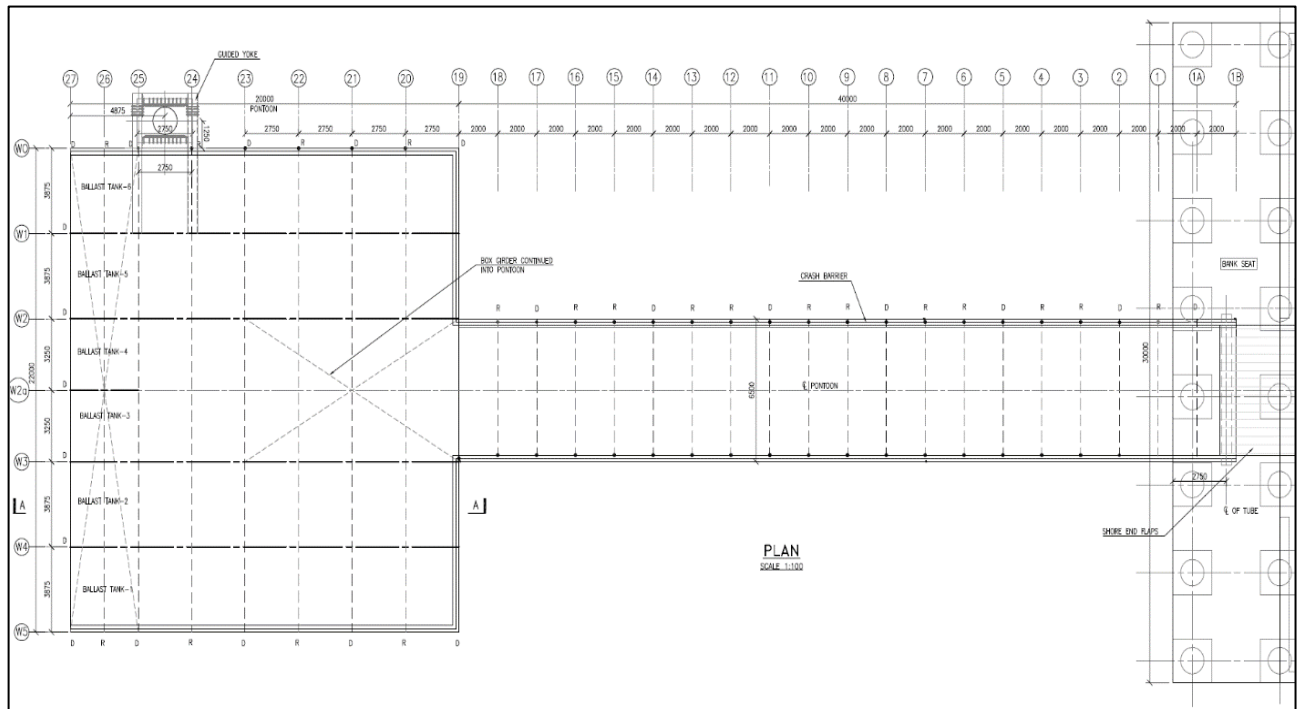 GUIDED YOKE
27 26 25 24 23 22 21 20 19 18 17 16 15 14 13 12 11 10 9 8 7 6 5 4 3 2 1 1A 1B
20000
PONTOON
40000
4875
2750 2750 2750 2750 2750
2000 2000 2000 2000 2000 2000 2000 2000 2000 2000 2000 2000 2000 2000 2000 2000 2000 2000 2000 2000
1250
D R D R D R R R D
2750
W0
3875
BALLAST TANK-6
D
W1
3875
BALLAST TANK-5
BOX GIRDER CONTINUED
INTO PONTOON
CRASH BARRIER
BANK SEAT
D
W2
R D R R D R R D R R D R R D R R D R D
3250
BALLAST TANK-4
22000
W2a
6500
℄ PONTOON
30000
3250
BALLAST TANK-3
D
W3
2750
A
A
3875
BALLAST TANK-2
℄ OF TUBE
SHORE END FLAPS
D
W4
PLAN
SCALE 1:100
3875
BALLAST TANK-1
W5
D R D R D R D R D